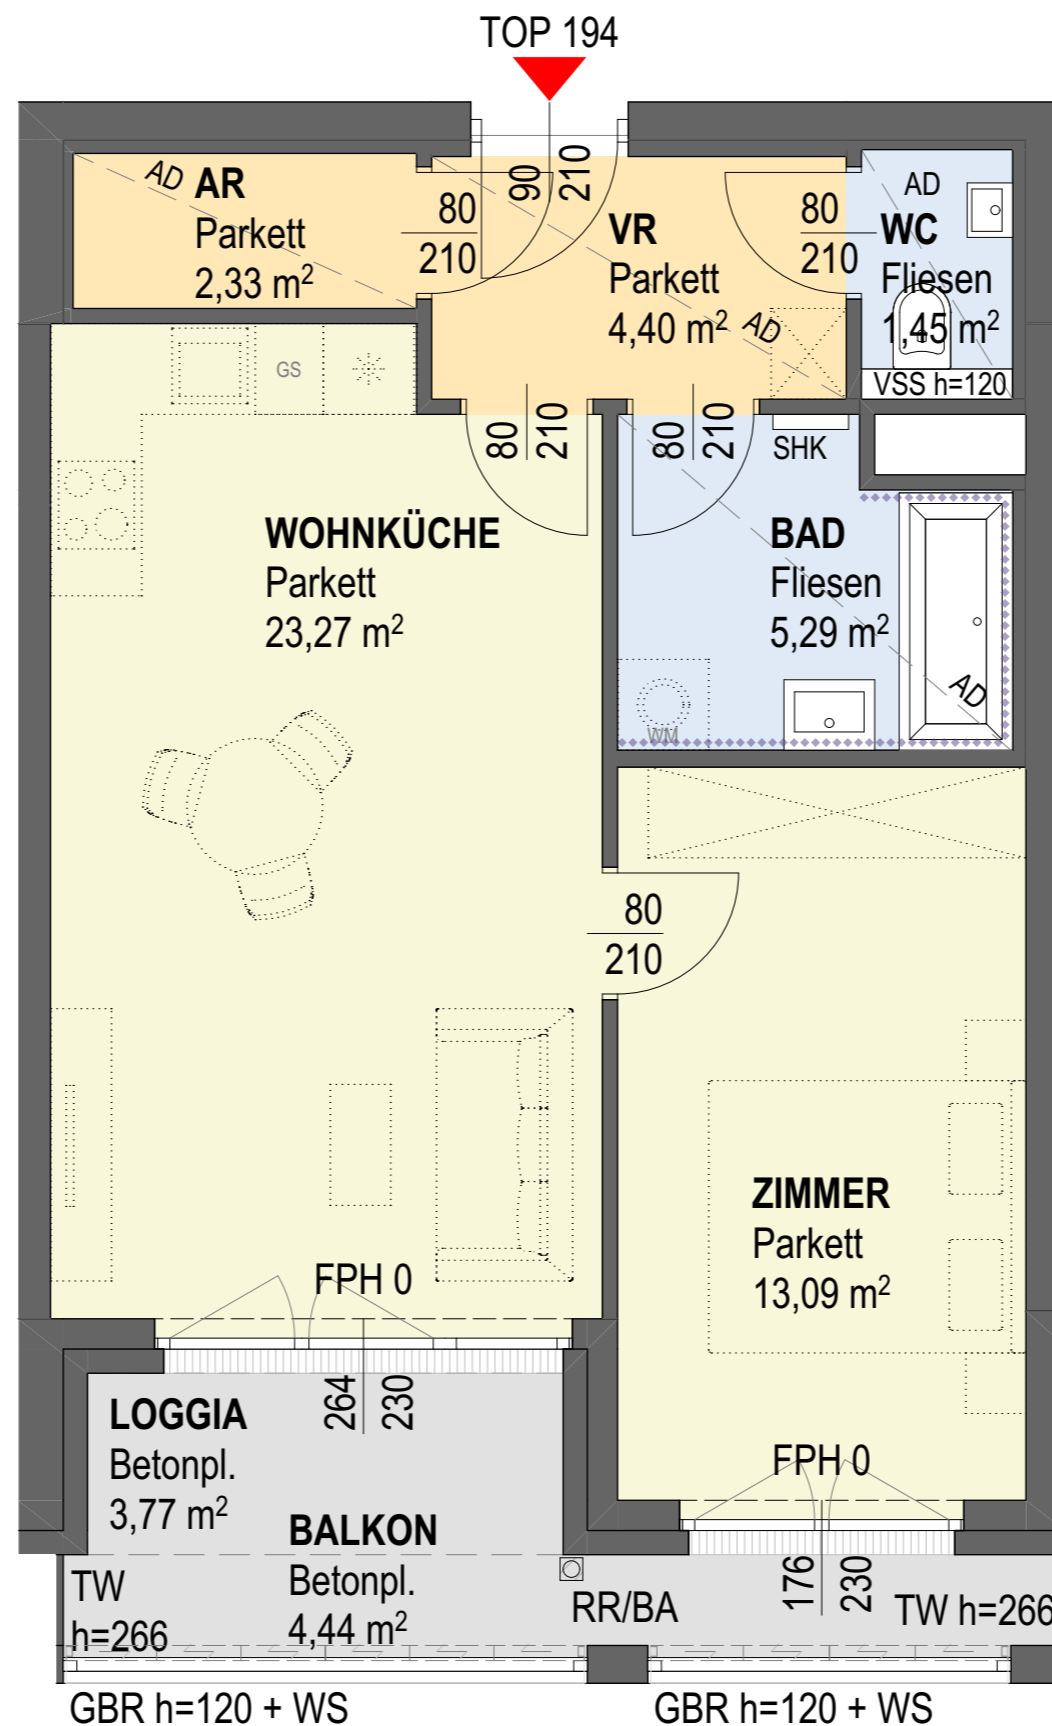 TOP 194
AD
AR
Parkett
2,33 m²
80
210
90
210
VR
Parkett
4,40 m²
AD
80
210
AD
WC
Fliesen
1,45 m²
VSS h=120
GS
80
210
80
210
SHK
WOHNKÜCHE
Parkett
23,27 m²
BAD
Fliesen
5,29 m²
AD
WM
80
210
ZIMMER
Parkett
13,09 m²
FPH 0
264
230
LOGGIA
Betonpl.
3,77 m²
FPH 0
176
230
BALKON
Betonpl.
4,44 m²
TW
h=266
RR/BA
TW h=266
GBR h=120 + WS
GBR h=120 + WS